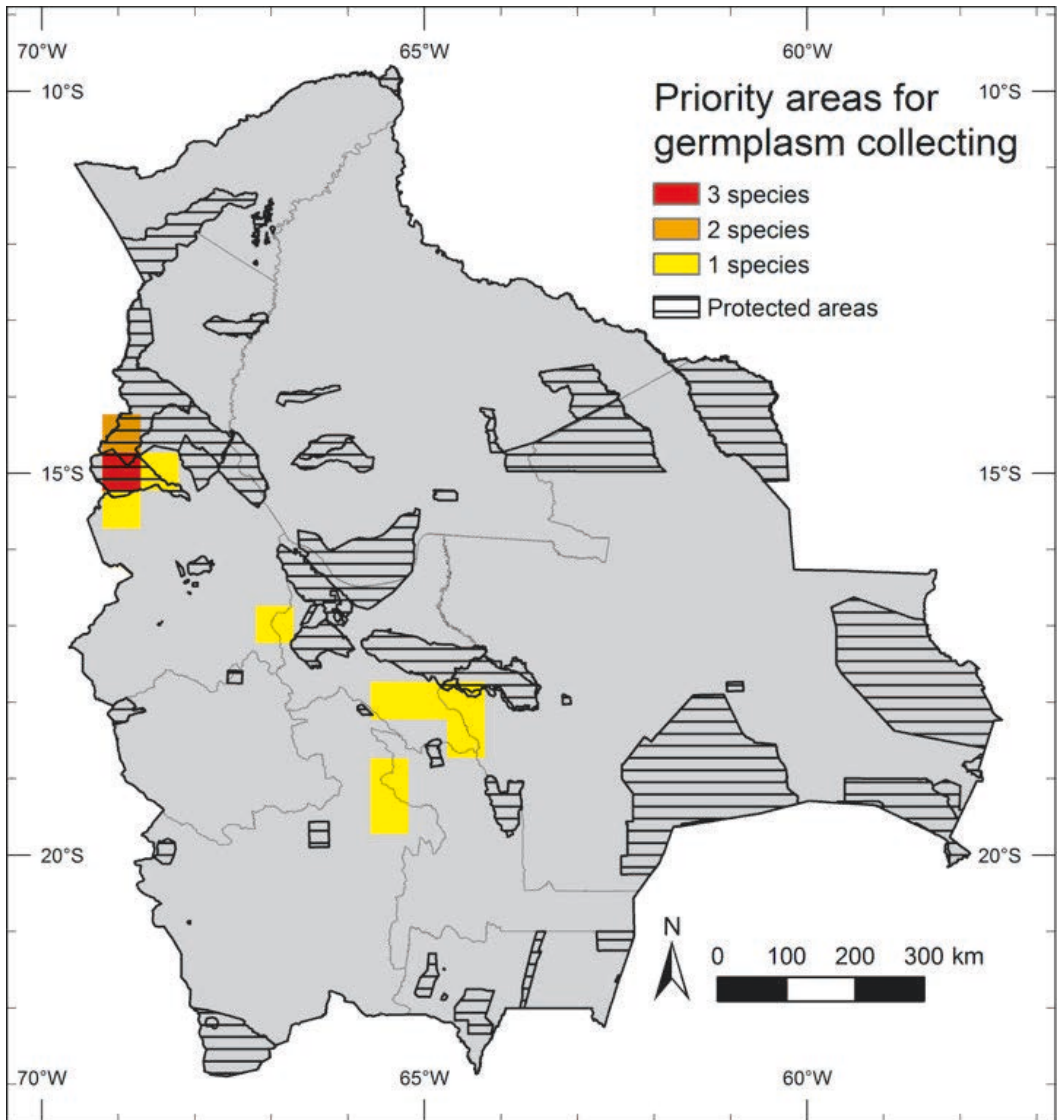 70°W 65°W 60°W
10°S 10°S
Priority areas for
germplasm collecting
3 species
2 species
1 species
Protected areas
15°S 15°S
20°S 20°S
N
0 100 200 300 km
70°W 65°W 60°W